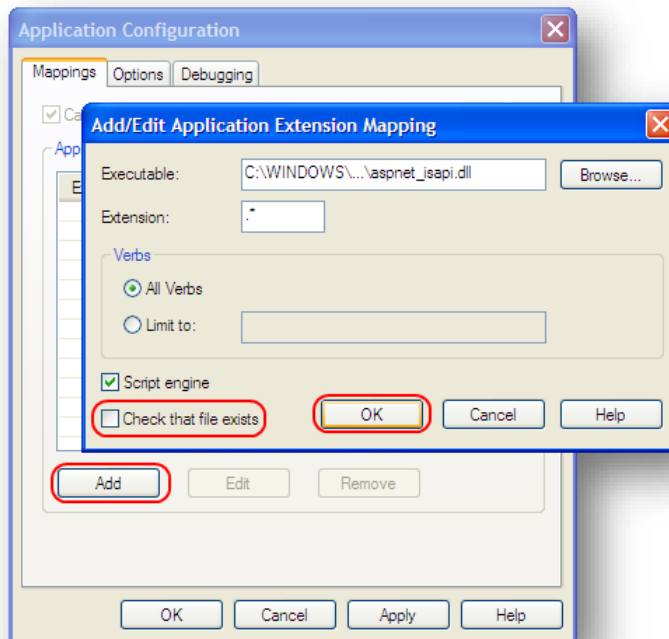 Application Configuration
Mappings Options Debugging
Add/Edit Application Extension Mapping
Executable: C:\WINDOWS\...\aspnet_isapi.dll Browse...
Extension: .*
Verbs
All Verbs
Limit to:
Script engine
Check that file exists OK Cancel Help
Add Edit Remove
OK Cancel Apply Help